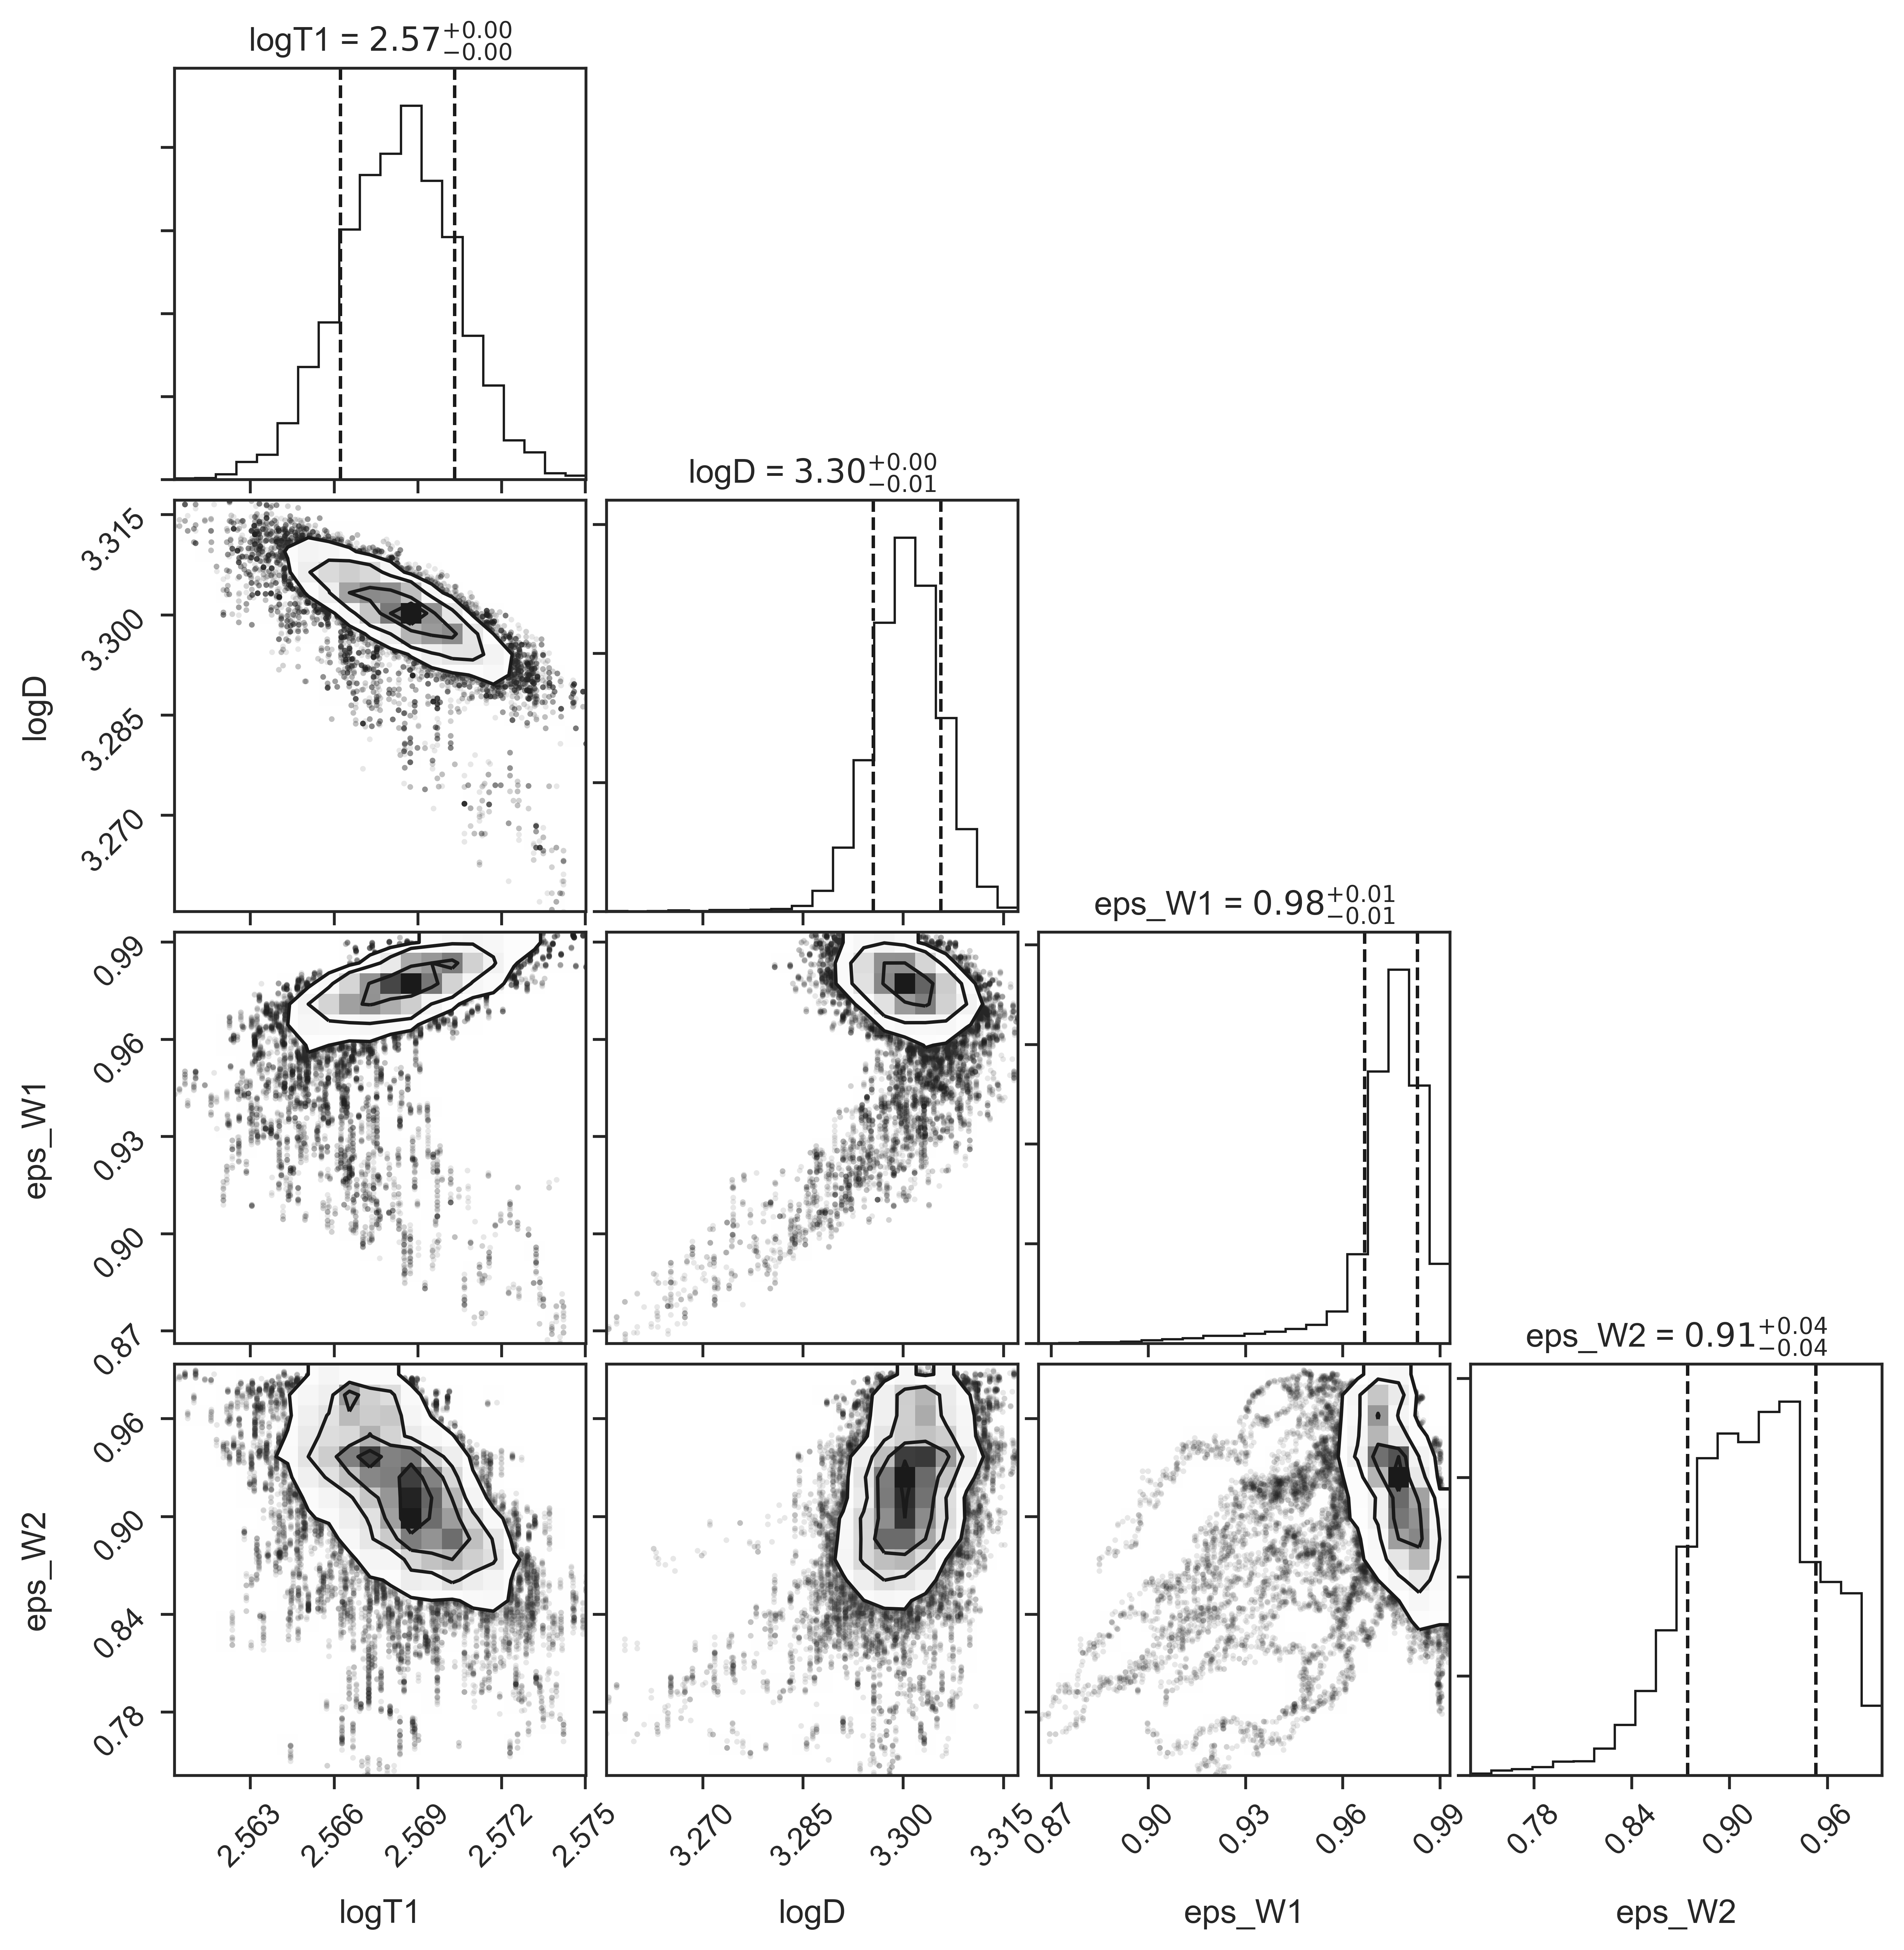 logT1 = 2.57+0.00−0.00
logD = 3.30+0.00−0.01
3.315
3.300
3.285
3.270
logD
eps_W1 = 0.98+0.01−0.01
0.99
0.96
0.93
0.90
0.87
eps_W1
eps_W2 = 0.91+0.04−0.04
0.96
0.90
0.84
0.78
eps_W2
2.563 2.566 2.569 2.572 2.575 3.270 3.285 3.300 3.315 0.87 0.90 0.93 0.96 0.99 0.78 0.84 0.90 0.96
logT1 logD eps_W1 eps_W2